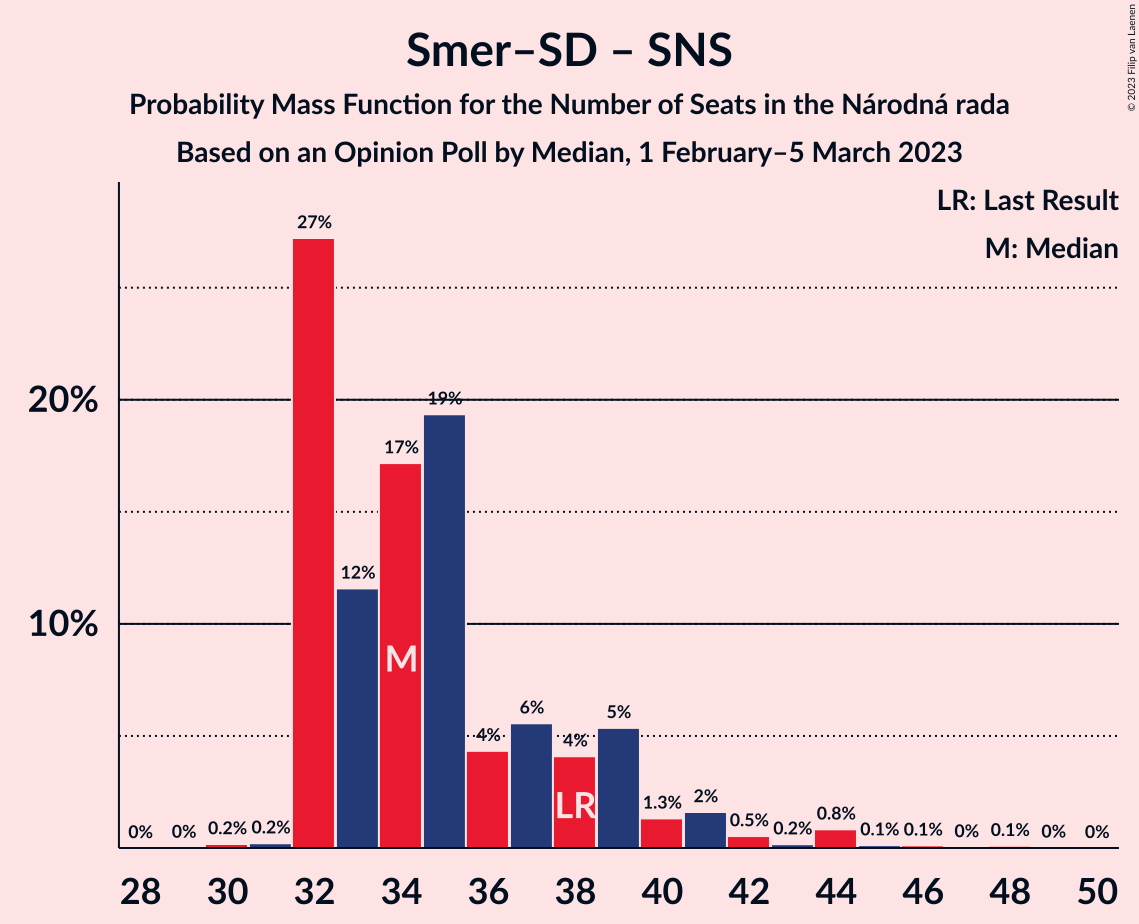 Smer–SD – SNS
Probability Mass Function for the Number of Seats in the Národná rada
Based on an Opinion Poll by Median, 1 February–5 March 2023
© 2023 Filip van Laenen
LR: Last Result
M: Median
20%
10%
0%
0%
0.2%
0.2%
27%
12%
17%
19%
4%
6%
4%
5%
1.3%
2%
0.5%
0.2%
0.8%
0.1%
0.1%
0%
0.1%
0%
0%
M
LR
28 30 32 34 36 38 40 42 44 46 48 50